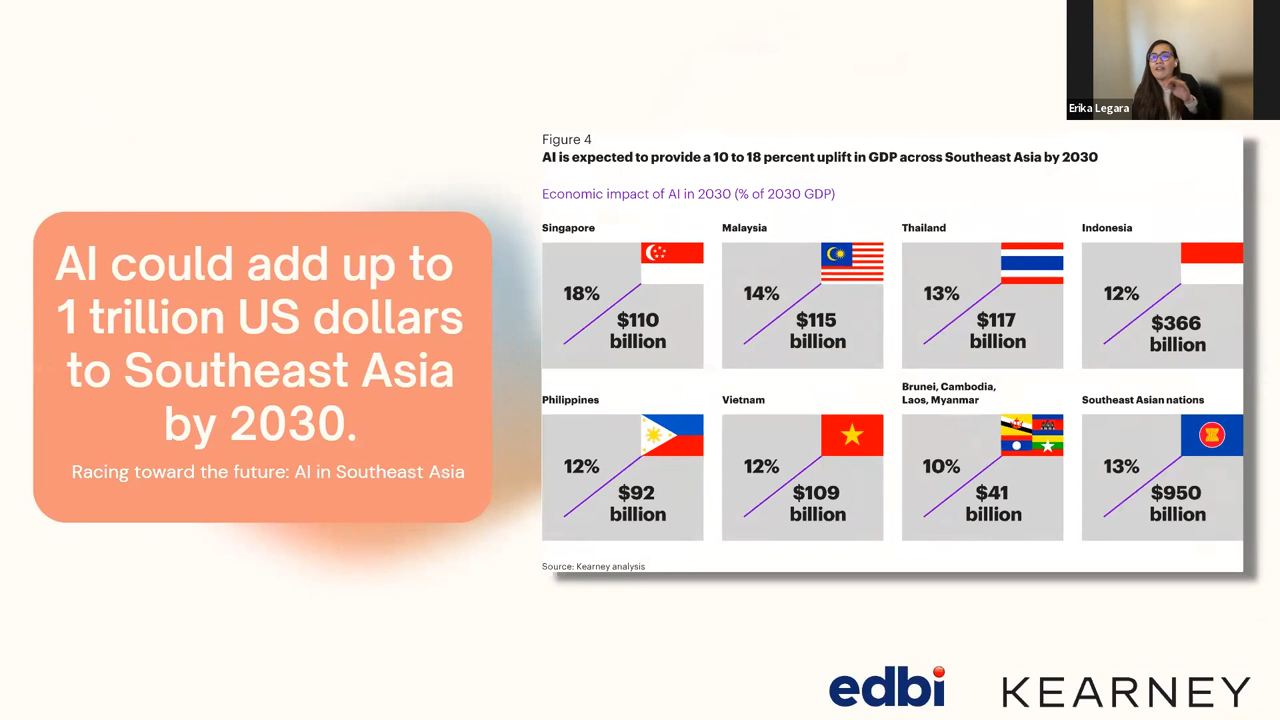 Erika Legara
AI could add up to
1 trillion US dollars
to Southeast Asia
by 2030.
Racing toward the future: AI in Southeast Asia
Figure 4
AI is expected to provide a 10 to 18 percent uplift in GDP across Southeast Asia by 2030
Economic impact of AI in 2030 (% of 2030 GDP)
Singapore
18%
$110
billion
Malaysia
14%
$115
billion
Thailand
13%
$117
billion
Indonesia
12%
$366
billion
Philippines
12%
$92
billion
Vietnam
12%
$109
billion
Brunei, Cambodia,
Laos, Myanmar
10%
$41
billion
Southeast Asian nations
13%
$950
billion
Source: Kearney analysis
edbi
KEARNEY